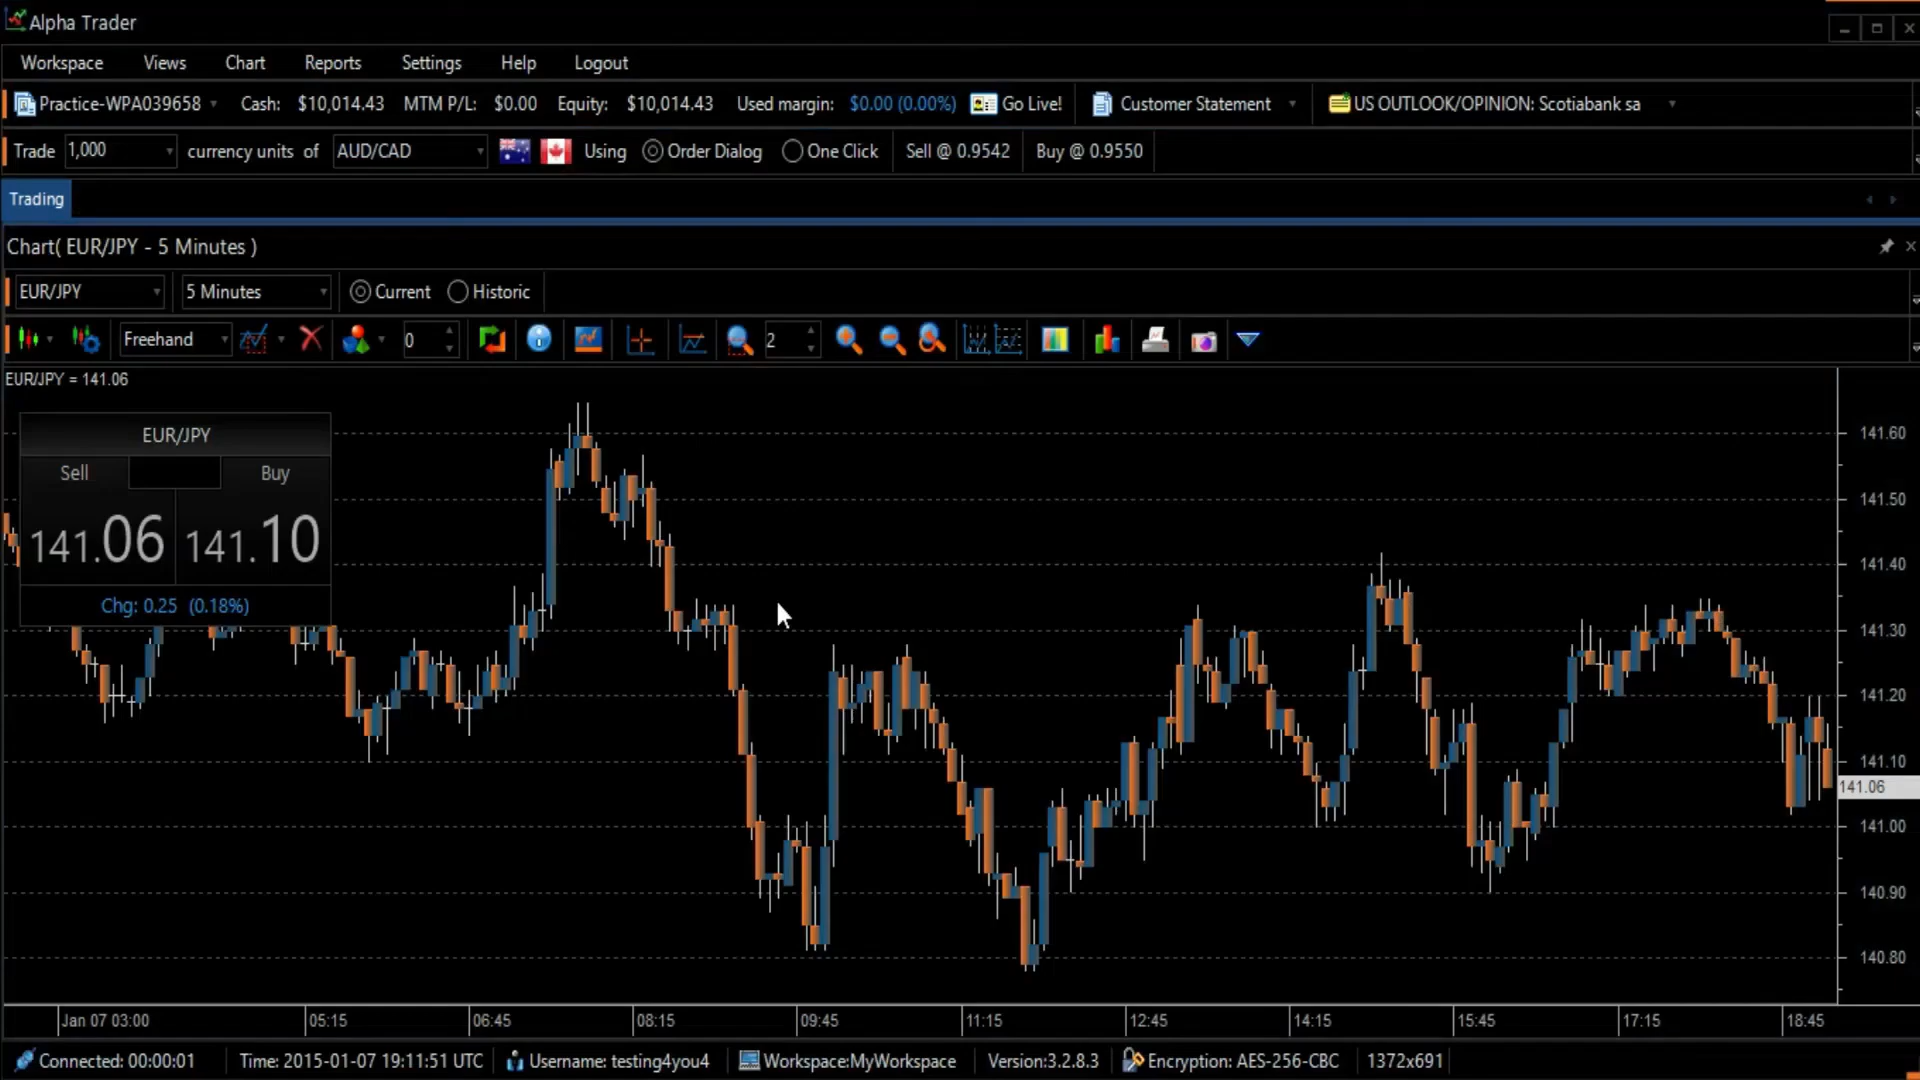 Alpha Trader
Workspace Views Chart Reports Settings Help Logout
Practice-WPA039658 Cash: $10,014.43 MTM P/L: $0.00 Equity: $10,014.43 Used margin: $0.00 (0.00%) Go Live! Customer Statement US OUTLOOK/OPINION: Scotiabank sa
Trade 1,000 currency units of AUD/CAD Using Order Dialog One Click Sell @ 0.9542 Buy @ 0.9550
Trading
Chart( EUR/JPY - 5 Minutes )
EUR/JPY 5 Minutes Current Historic
Freehand 0 2
EUR/JPY = 141.06
EUR/JPY
Sell Buy
141.06 141.10
Chg: 0.25 (0.18%)
141.60
141.50
141.40
141.30
141.20
141.10
141.06
141.00
140.90
140.80
Jan 07 03:00 05:15 06:45 08:15 09:45 11:15 12:45 14:15 15:45 17:15 18:45
Connected: 00:00:01 Time: 2015-01-07 19:11:51 UTC Username: testing4you4 Workspace:MyWorkspace Version:3.2.8.3 Encryption: AES-256-CBC 1372x691